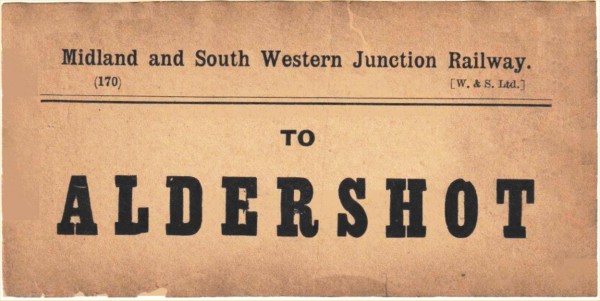 Midland and South Western Junction Railway.
(170) [W. & S. Ltd.]
TO
ALDERSHOT